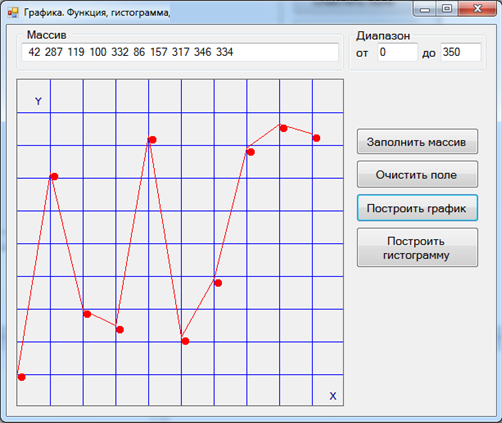 Графика. Функция, гистограмма,
Массив
42 287 119 100 332 86 157 317 346 334
Диапазон
от 0 до 350
Y
X
Заполнить массив
Очистить поле
Построить график
Построить
гистограмму